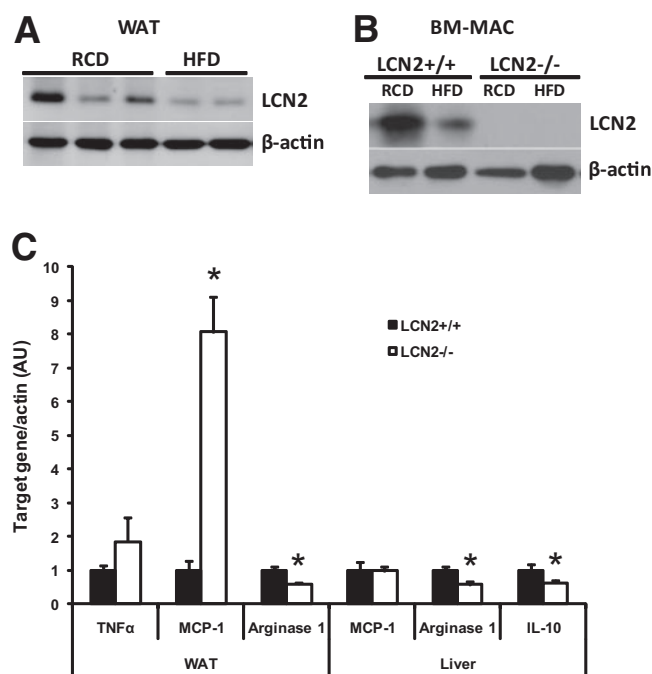 A
WAT
RCD HFD
LCN2
β-actin
B
BM-MAC
LCN2+/+ LCN2-/-
RCD HFD RCD HFD
LCN2
β-actin
C
Target gene/actin (AU)
10
9
8
7
6
5
4
3
2
1
0
*
*
*
*
LCN2+/+
LCN2-/-
TNFα MCP-1 Arginase 1 MCP-1 Arginase 1 IL-10
WAT Liver